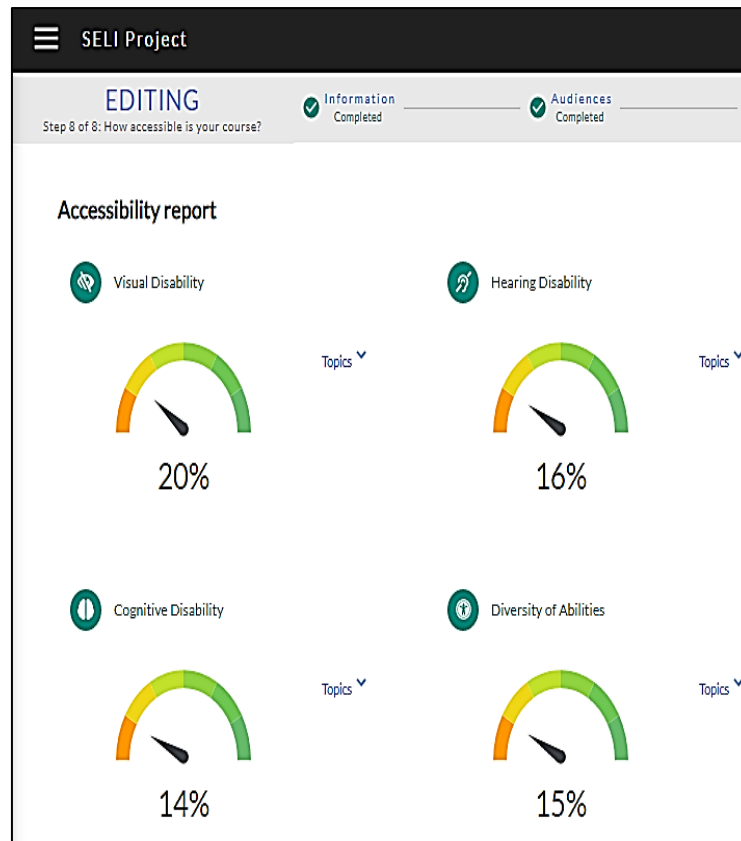 SELI Project
EDITING
Step 8 of 8: How accessible is your course?
Information
Completed
Audiences
Completed
Accessibility report
Visual Disability
Topics
20%
Hearing Disability
Topics
16%
Cognitive Disability
Topics
14%
Diversity of Abilities
Topics
15%